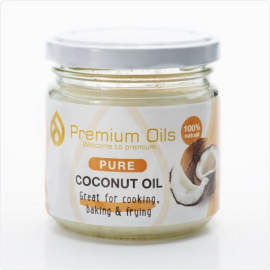 Premium Oils
Welcome to premium
100%
natural
PURE
COCONUT OIL
Great for cooking,
baking & frying